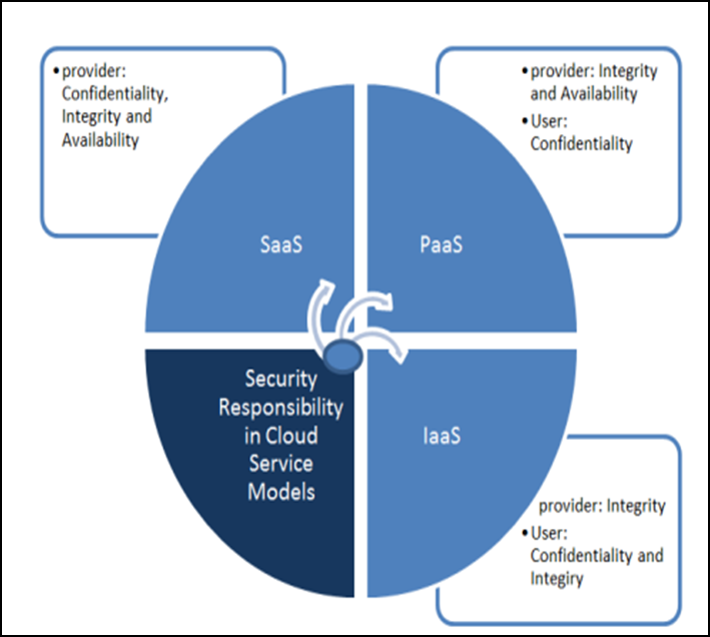 •provider:
Confidentiality,
Integrity and
Availability
•provider: Integrity
and Availability
•User:
Confidentiality
SaaS
PaaS
Security
Responsibility
in Cloud
Service
Models
IaaS
provider: Integrity
•User:
Confidentiality and
Integiry